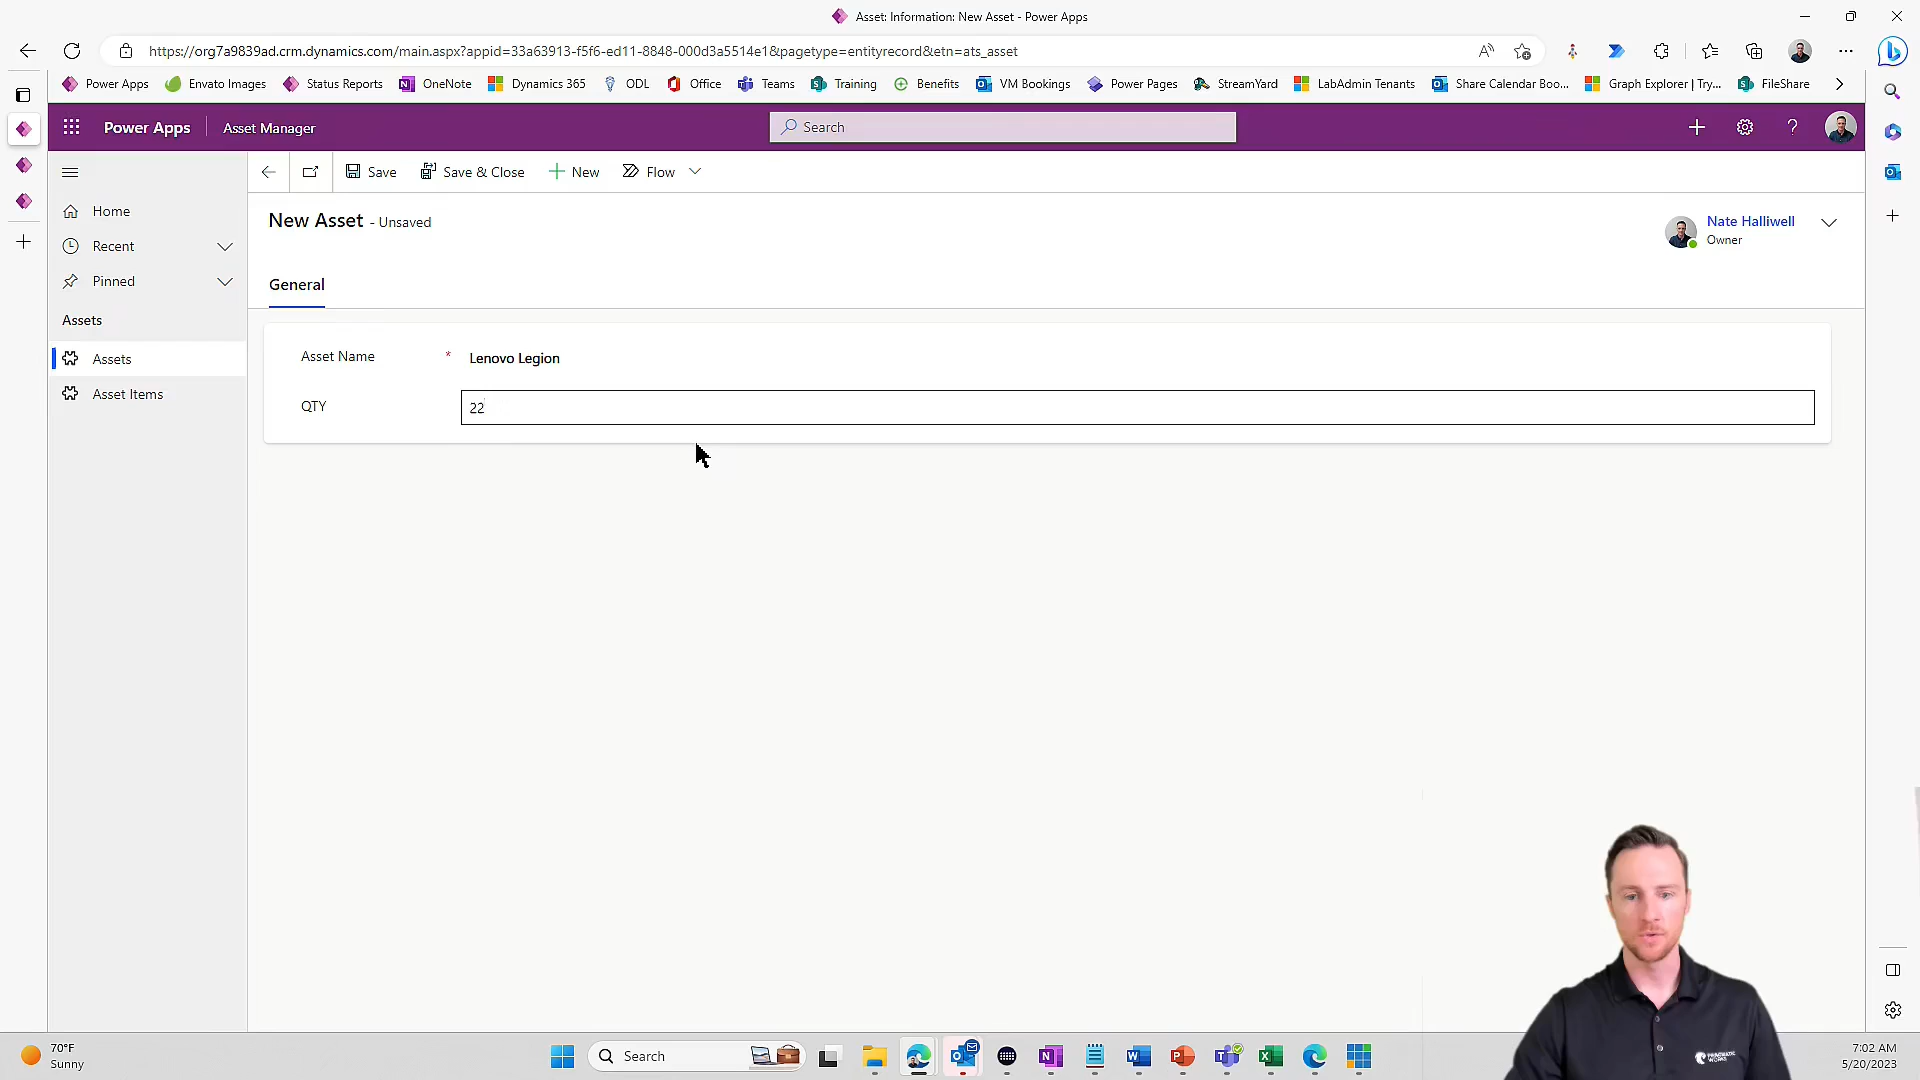 Asset: Information: New Asset - Power Apps
https://org7a9839ad.crm.dynamics.com/main.aspx?appid=33a63913-f5f6-ed11-8848-000d3a5514e1&pagetype=entityrecord&etn=ats_asset
Power Apps Envato Images Status Reports OneNote Dynamics 365 ODL Office Teams Training Benefits VM Bookings Power Pages StreamYard LabAdmin Tenants Share Calendar Boo... Graph Explorer | Try... FileShare
Power Apps Asset Manager Search
Save Save & Close New Flow
Home
Recent
Pinned
Assets
Assets
Asset Items
New Asset - Unsaved
Nate Halliwell
Owner
General
Asset Name * Lenovo Legion
QTY 22
PRAGMATIC WORKS
70°F
Sunny
Search
7:02 AM
5/20/2023